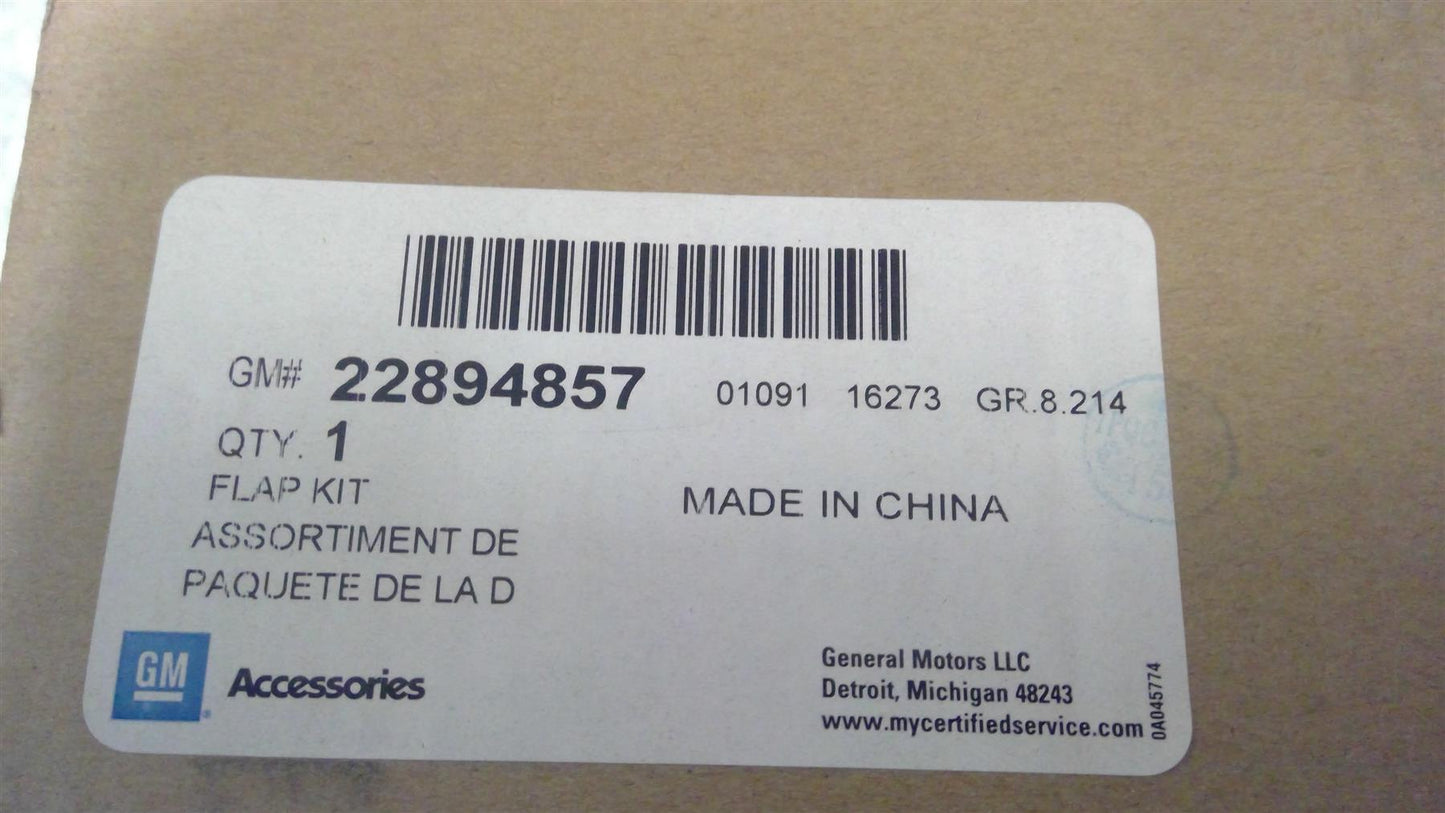 GM# 22894857 01091 16273 GR.8.214
QTY. 1
FLAP KIT
MADE IN CHINA
ASSORTIMENT DE
PAQUETE DE LA D
GM
Accessories
General Motors LLC
Detroit, Michigan 48243
www.mycertifiedservice.com
0A045774